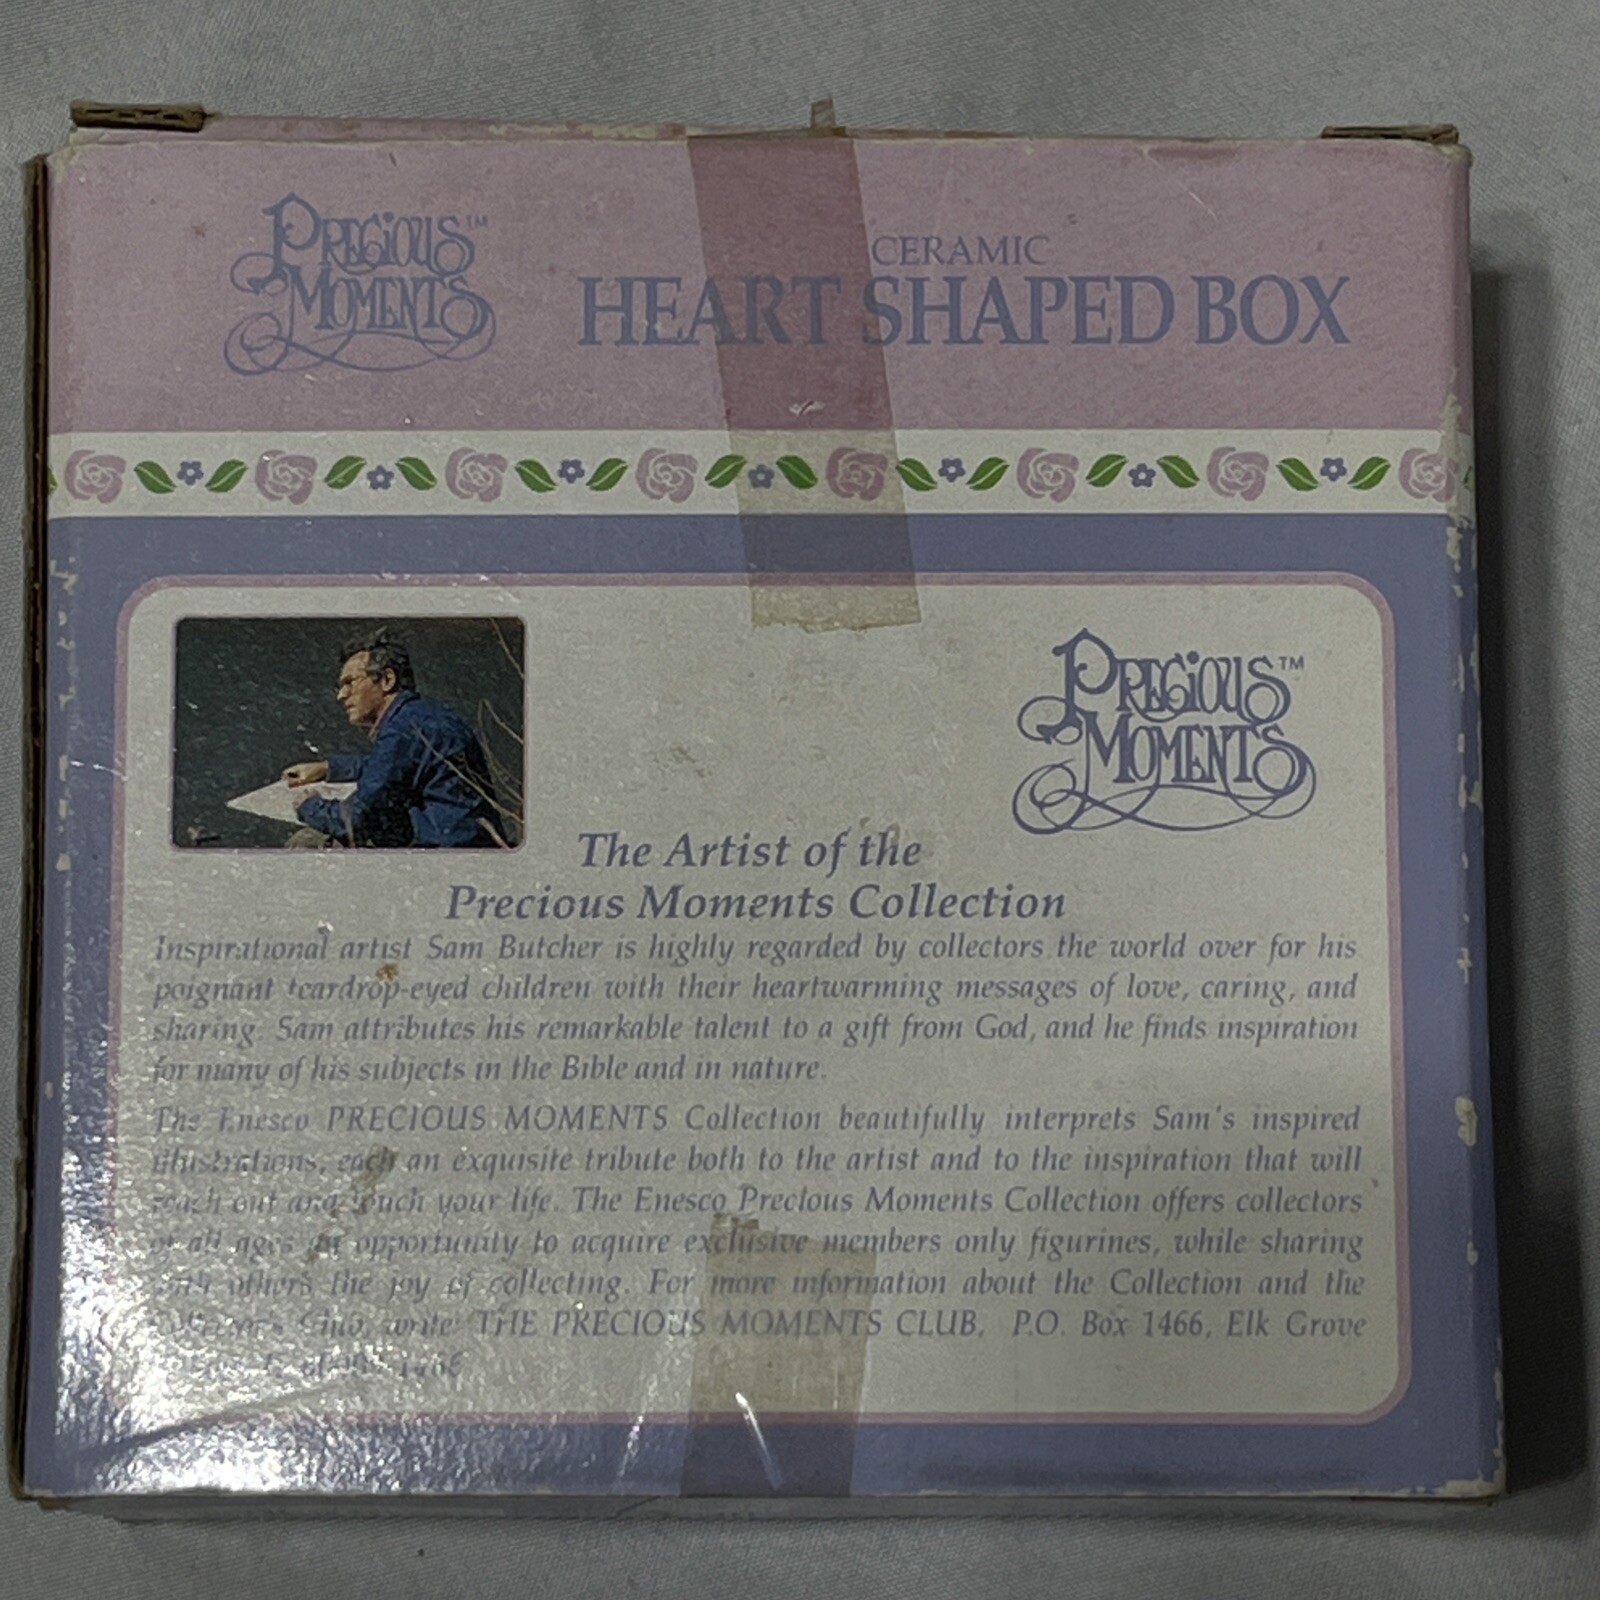 PRECIOUS MOMENTS™
CERAMIC
HEART SHAPED BOX
PRECIOUS MOMENTS™
The Artist of the
Precious Moments Collection
Inspirational artist Sam Butcher is highly regarded by collectors the world over for his
poignant teardrop-eyed children with their heartwarming messages of love, caring, and
sharing. Sam attributes his remarkable talent to a gift from God, and he finds inspiration
for many of his subjects in the Bible and in nature.
The Enesco PRECIOUS MOMENTS Collection beautifully interprets Sam's inspired
illustrations, each an exquisite tribute both to the artist and to the inspiration that will
reach out and touch your life. The Enesco Precious Moments Collection offers collectors
of all ages an opportunity to acquire exclusive members only figurines, while sharing
with others the joy of collecting. For more information about the Collection and the
Club, write THE PRECIOUS MOMENTS CLUB, P.O. Box 1466, Elk Grove